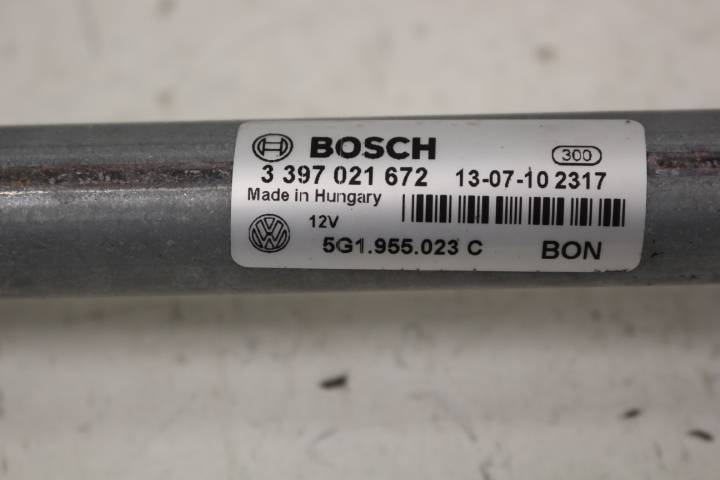 BOSCH 300
3 397 021 672 13-07-10 2317
Made in Hungary
12V
5G1.955.023 C BON